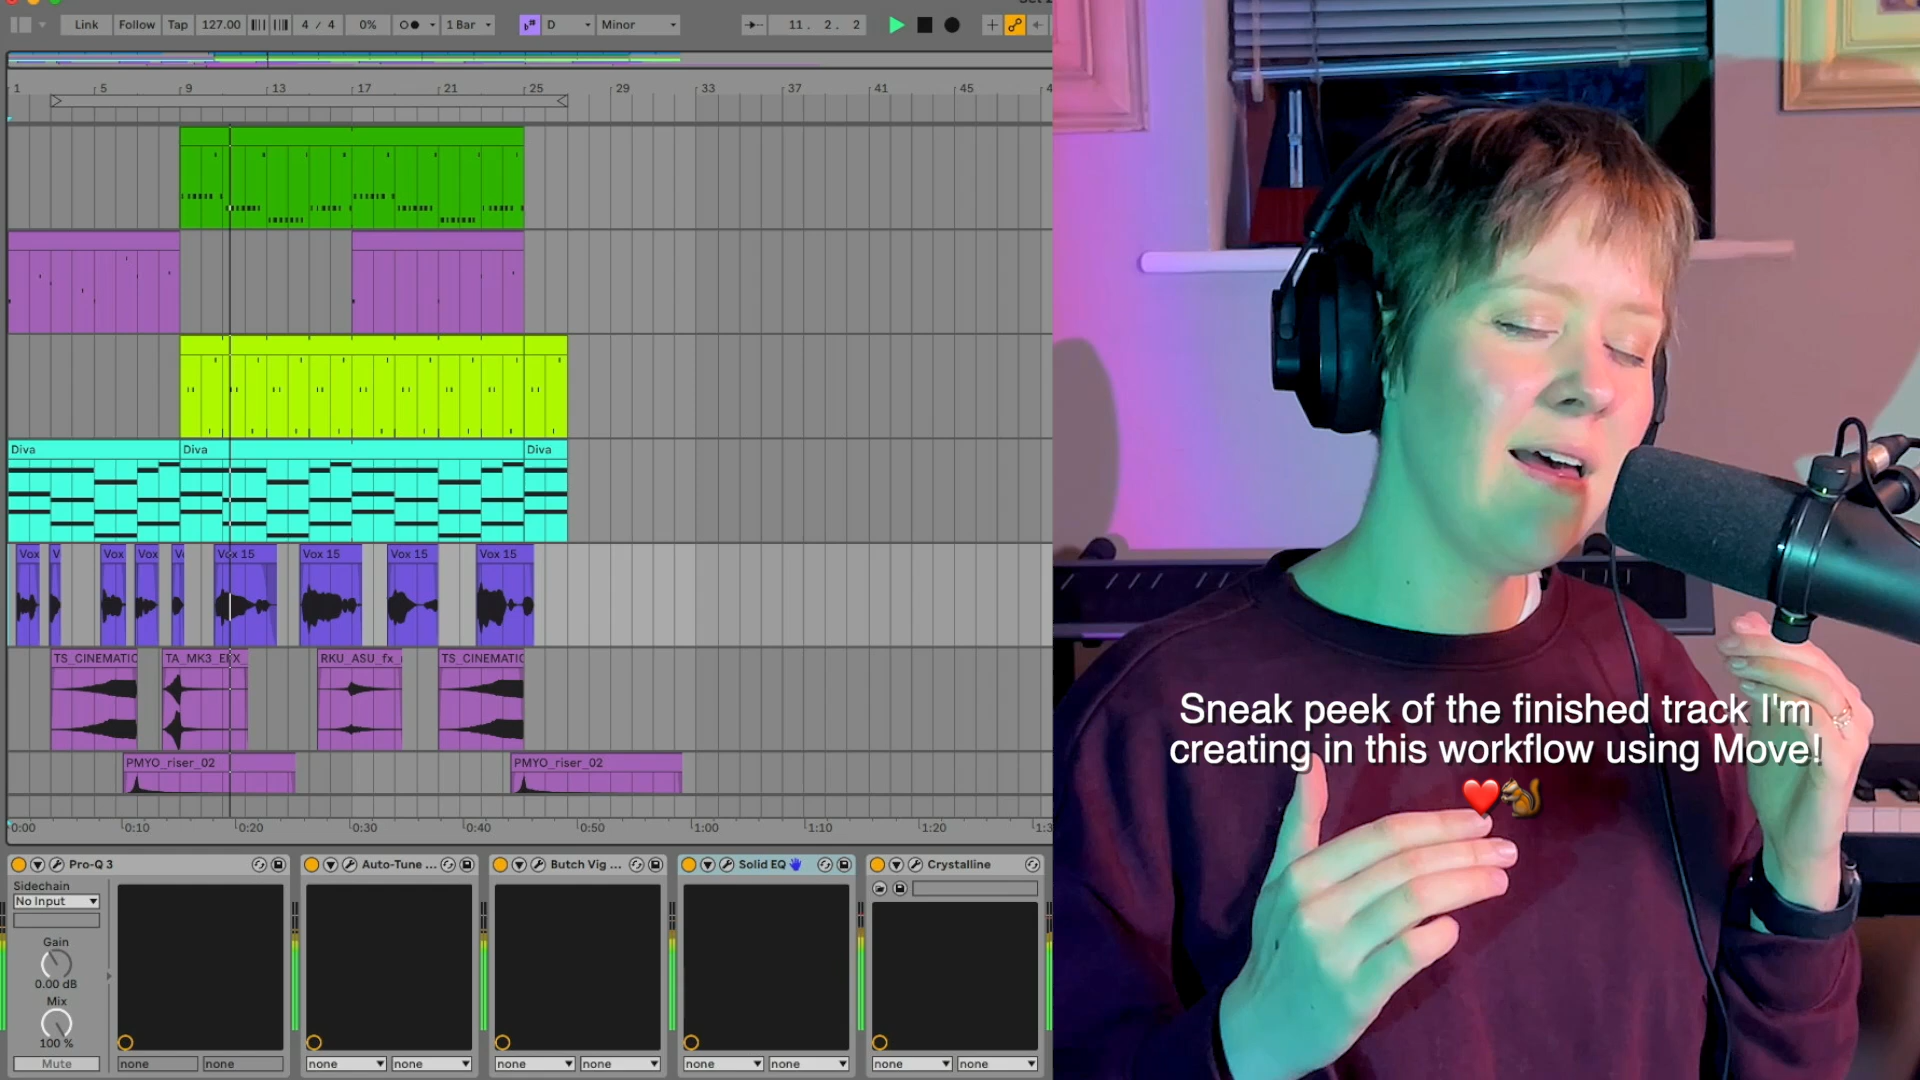 Link Follow Tap 127.00 4 / 4 0% 1 Bar D Minor 11. 2. 2
1 5 9 13 17 21 25 29 33 37 41 45
Diva Diva Diva
Vox V Vox Vox Vox 15 Vox 15 Vox 15 Vox 15
TS_CINEMATIC TA_MK3_EFX_ RKU_ASU_fx_ TS_CINEMATIC
PMYO_riser_02 PMYO_riser_02
0:00 0:10 0:20 0:30 0:40 0:50 1:00 1:10 1:20 1:3
Pro-Q 3 Auto-Tune ... Butch Vig ... Solid EQ Crystalline
Sidechain
No Input
Gain
0.00 dB
Mix
100 %
Mute none none none none none none none none none none
Sneak peek of the finished track I'm
creating in this workflow using Move!
❤️🐿️